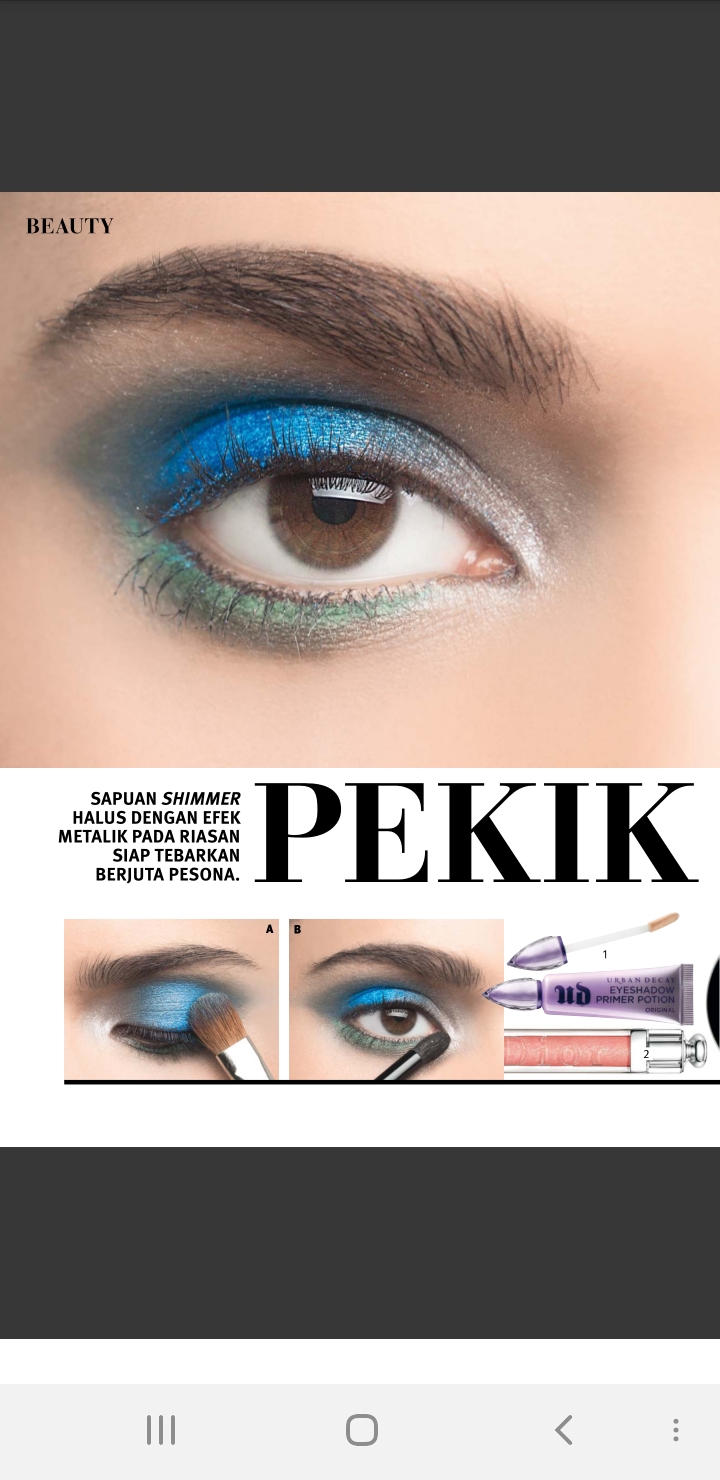 BEAUTY
SAPUAN SHIMMER
HALUS DENGAN EFEK
METALIK PADA RIASAN
SIAP TEBARKAN
BERJUTA PESONA.
PEKIK
A
B
1
URBAN DECAY
ud
EYESHADOW
PRIMER POTION
ORIGINAL
2